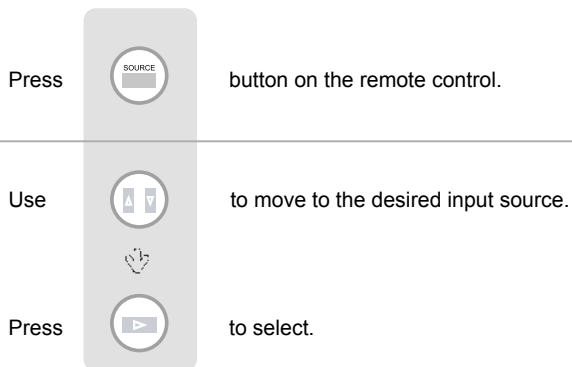 Press SOURCE button on the remote control.
Use to move to the desired input source.
Press to select.